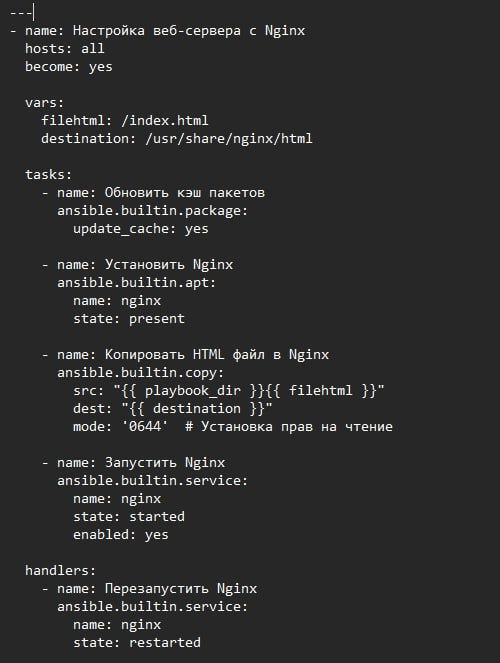 ---
- name: Настройка веб-сервера с Nginx
  hosts: all
  become: yes

  vars:
    filehtml: /index.html
    destination: /usr/share/nginx/html

  tasks:
    - name: Обновить кэш пакетов
      ansible.builtin.package:
        update_cache: yes

    - name: Установить Nginx
      ansible.builtin.apt:
        name: nginx
        state: present

    - name: Копировать HTML файл в Nginx
      ansible.builtin.copy:
        src: "{{ playbook_dir }}{{ filehtml }}"
        dest: "{{ destination }}"
        mode: '0644'  # Установка прав на чтение

    - name: Запустить Nginx
      ansible.builtin.service:
        name: nginx
        state: started
        enabled: yes

  handlers:
    - name: Перезапустить Nginx
      ansible.builtin.service:
        name: nginx
        state: restarted